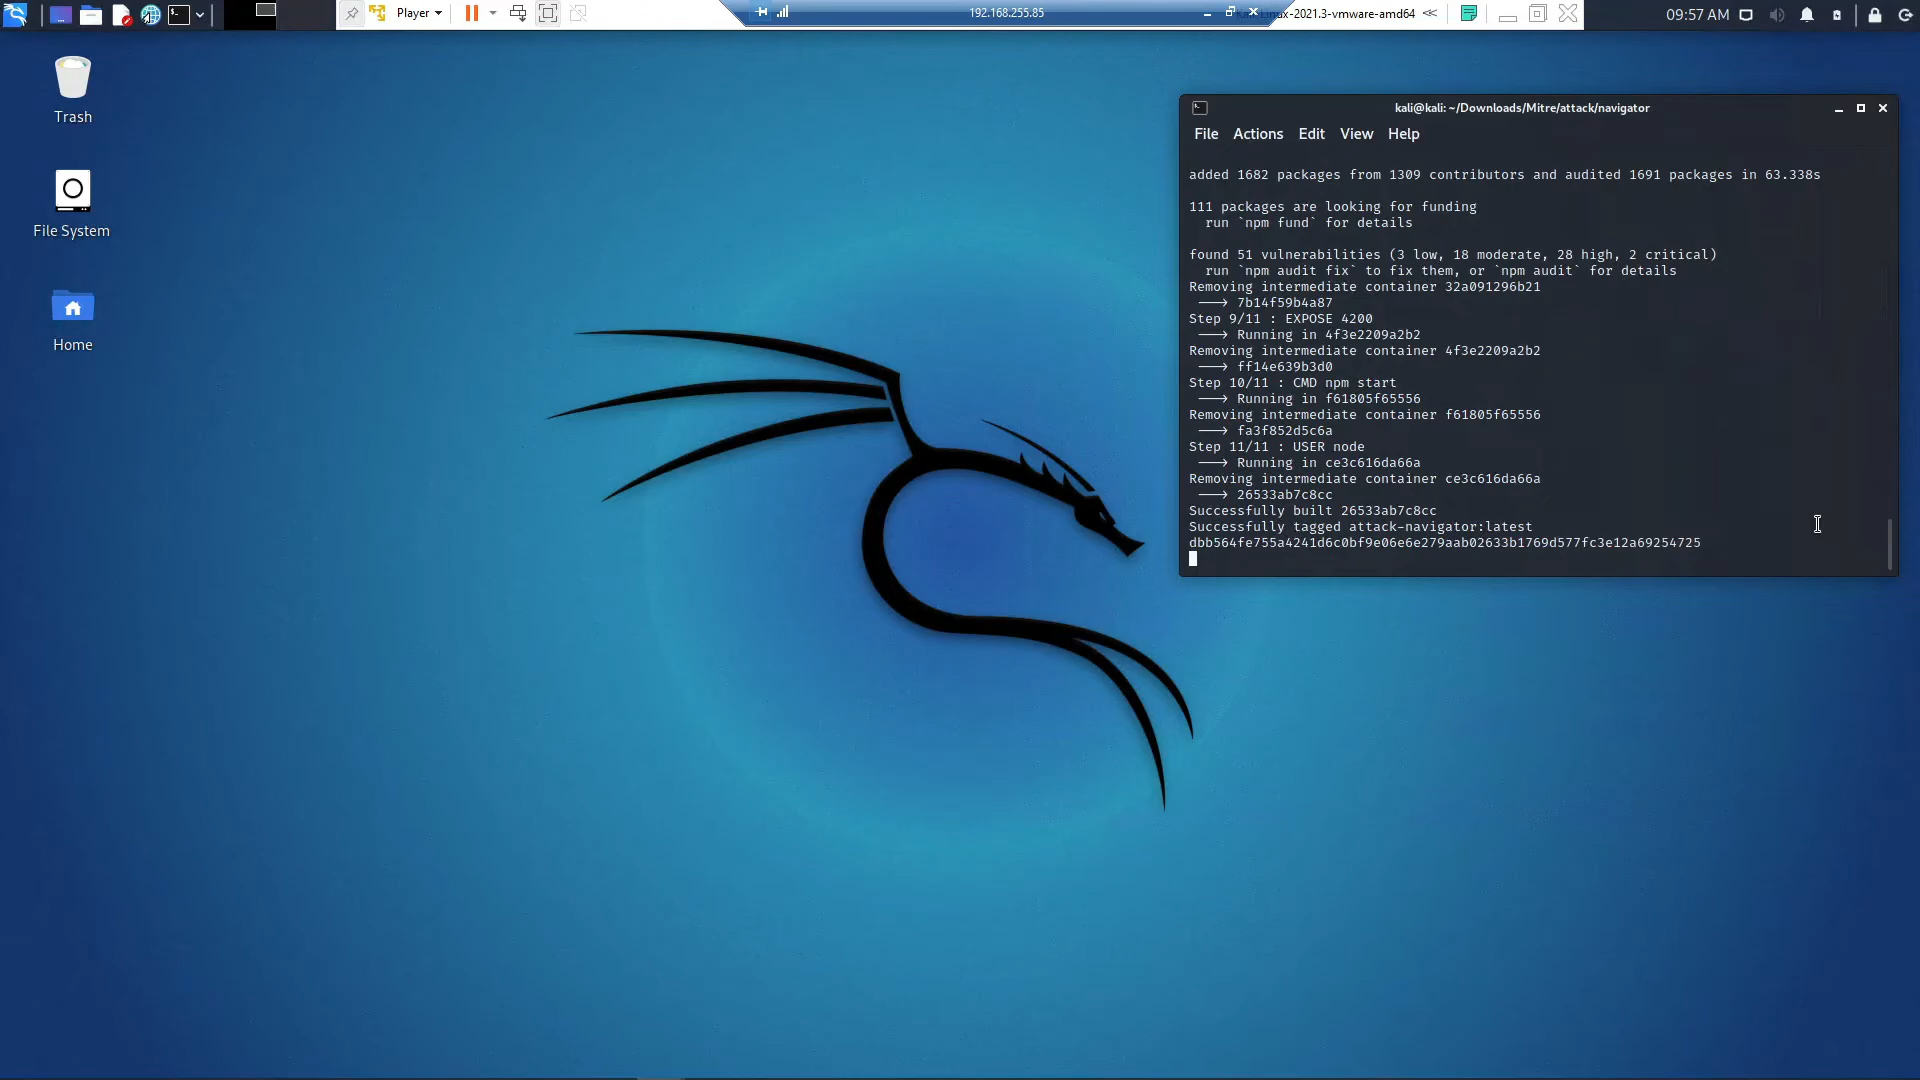 Player
192.168.255.85
Linux-2021.3-vmware-amd64
09:57 AM
Trash
File System
Home
kali@kali: ~/Downloads/Mitre/attack/navigator
File Actions Edit View Help
added 1682 packages from 1309 contributors and audited 1691 packages in 63.338s
111 packages are looking for funding
run `npm fund` for details
found 51 vulnerabilities (3 low, 18 moderate, 28 high, 2 critical)
run `npm audit fix` to fix them, or `npm audit` for details
Removing intermediate container 32a091296b21
---> 7b14f59b4a87
Step 9/11 : EXPOSE 4200
---> Running in 4f3e2209a2b2
Removing intermediate container 4f3e2209a2b2
---> ff14e639b3d0
Step 10/11 : CMD npm start
---> Running in f61805f65556
Removing intermediate container f61805f65556
---> fa3f852d5c6a
Step 11/11 : USER node
---> Running in ce3c616da66a
Removing intermediate container ce3c616da66a
---> 26533ab7c8cc
Successfully built 26533ab7c8cc
Successfully tagged attack-navigator:latest
dbb564fe755a4241d6c0bf9e06e6e279aab02633b1769d577fc3e12a69254725